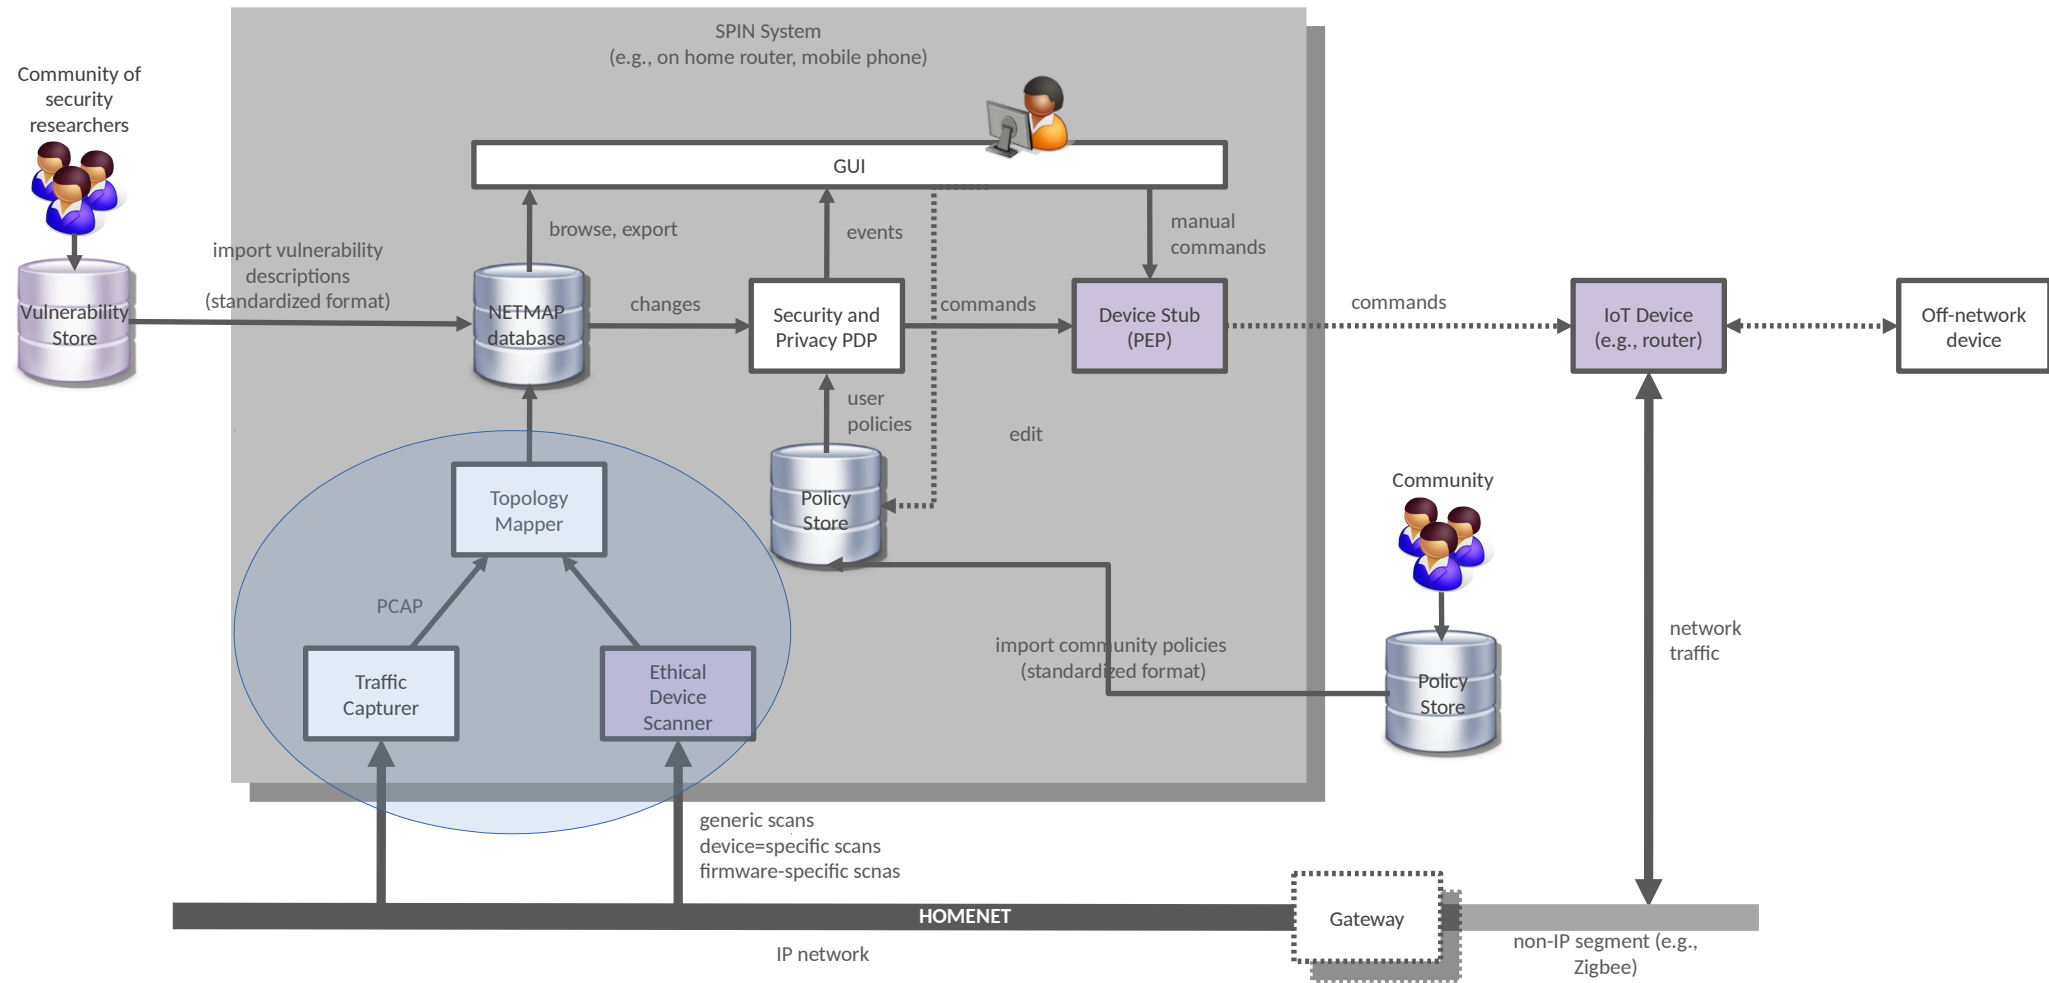 SPIN System
(e.g., on home router, mobile phone)
Community of
security
researchers
GUI
browse, export
events
manual
commands
import vulnerability
descriptions
(standardized format)
Vulnerability
Store
NETMAP
database
changes
Security and
Privacy PDP
commands
Device Stub
(PEP)
commands
IoT Device
(e.g., router)
Off-network
device
user
policies
edit
Topology
Mapper
Policy
Store
Community
PCAP
import community policies
(standardized format)
network
traffic
Traffic
Capturer
Ethical
Device
Scanner
Policy
Store
generic scans
device=specific scans
firmware-specific scnas
HOMENET
Gateway
IP network
non-IP segment (e.g.,
Zigbee)